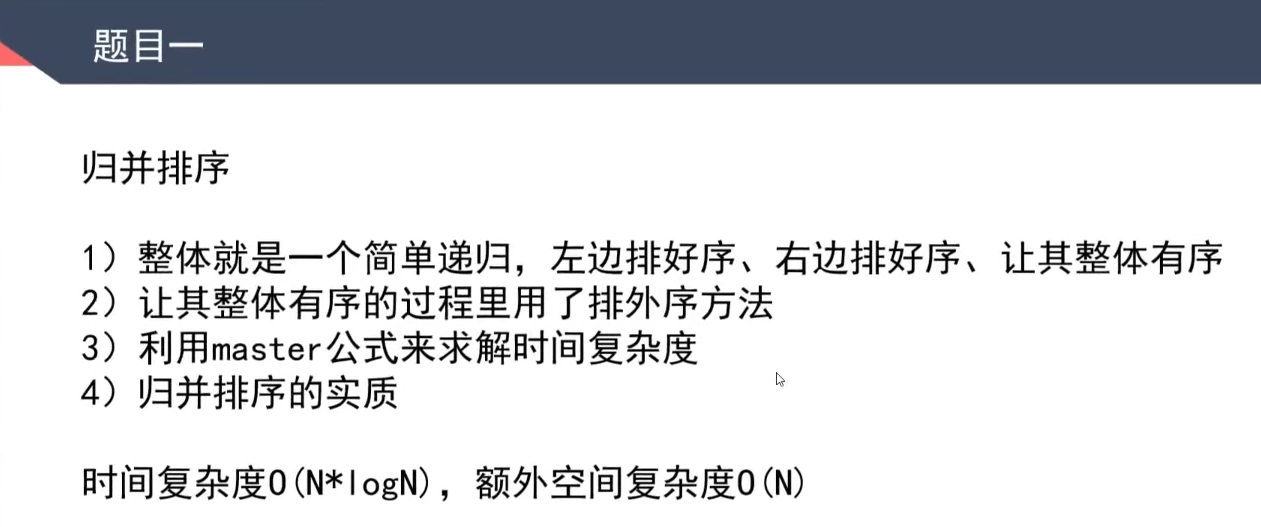 题目一
归并排序
1）整体就是一个简单递归，左边排好序、右边排好序、让其整体有序
2）让其整体有序的过程里用了排外序方法
3）利用master公式来求解时间复杂度
4）归并排序的实质
时间复杂度O(N*logN)，额外空间复杂度O(N)